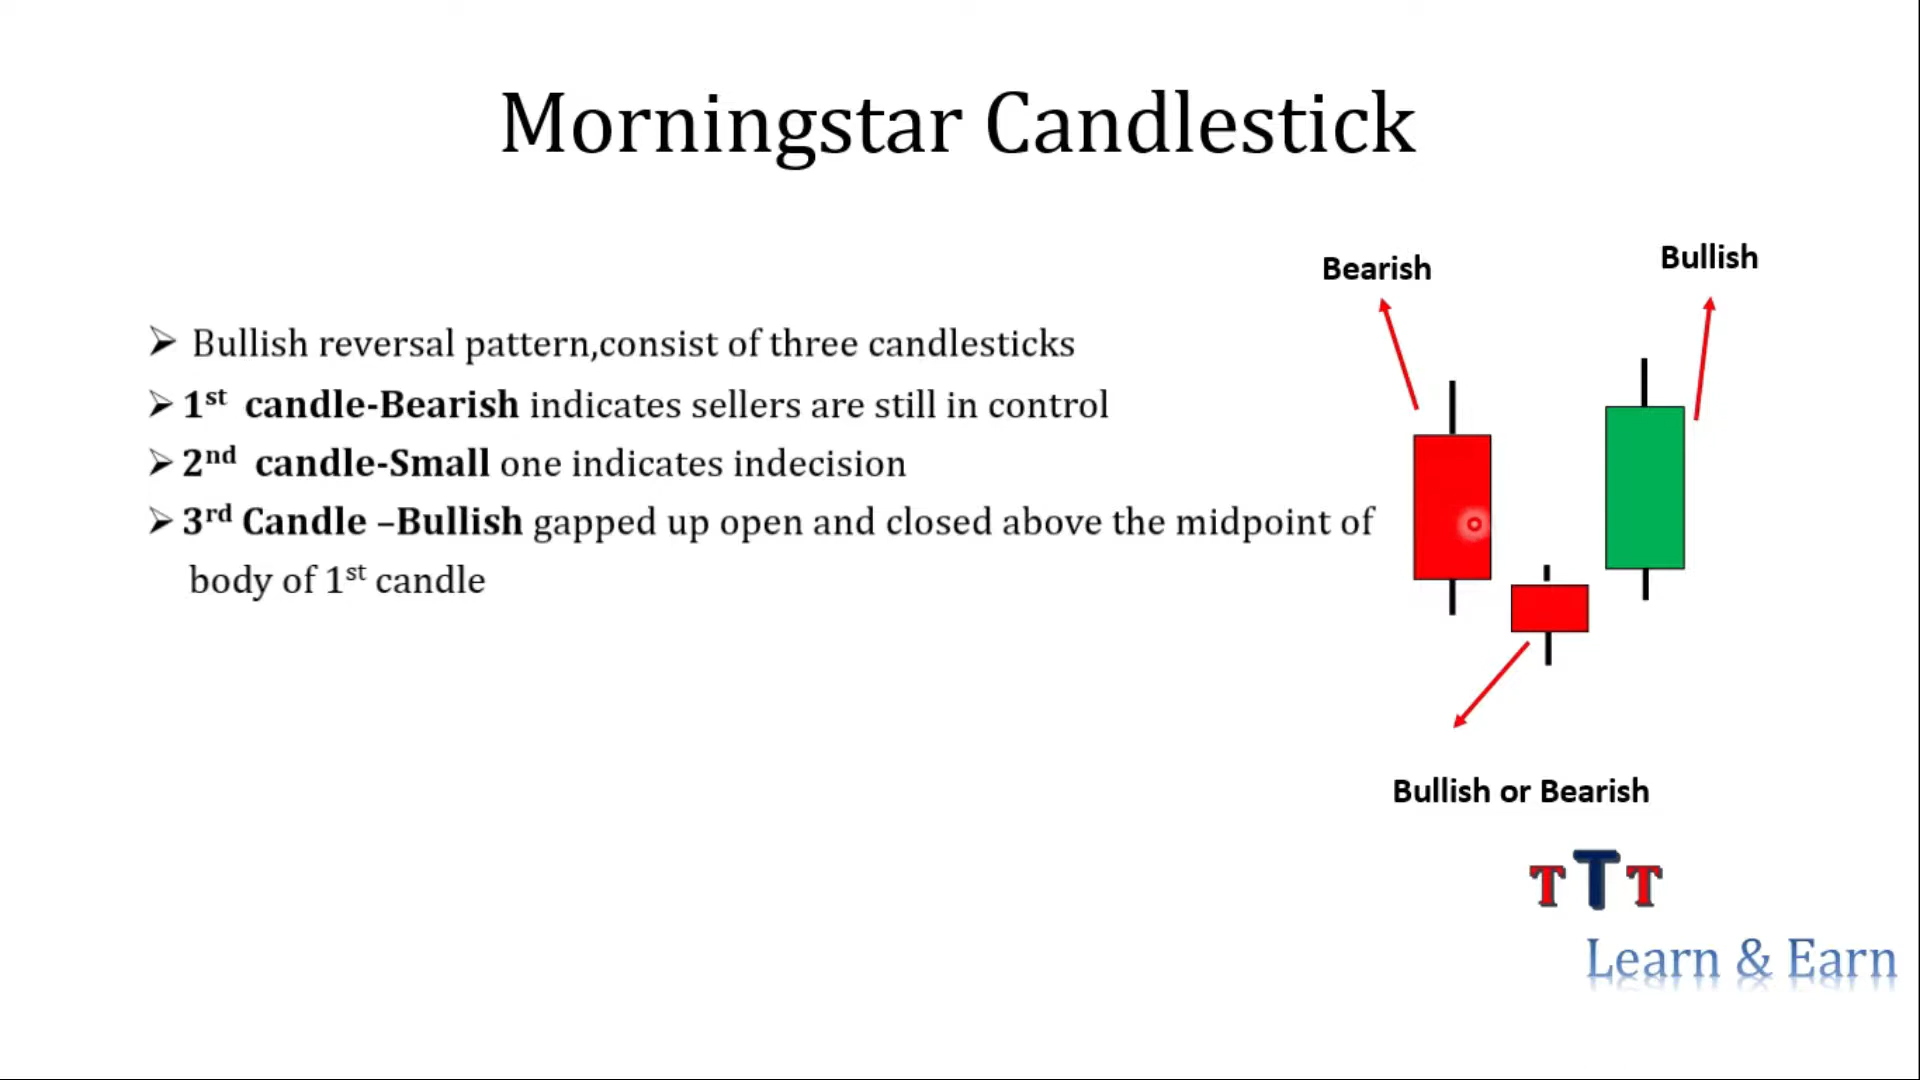 Morningstar Candlestick
Bearish
Bullish
➢ Bullish reversal pattern,consist of three candlesticks
➢ 1st candle-Bearish indicates sellers are still in control
➢ 2nd candle-Small one indicates indecision
➢ 3rd Candle –Bullish gapped up open and closed above the midpoint of
body of 1st candle
Bullish or Bearish
TTT
Learn & Earn